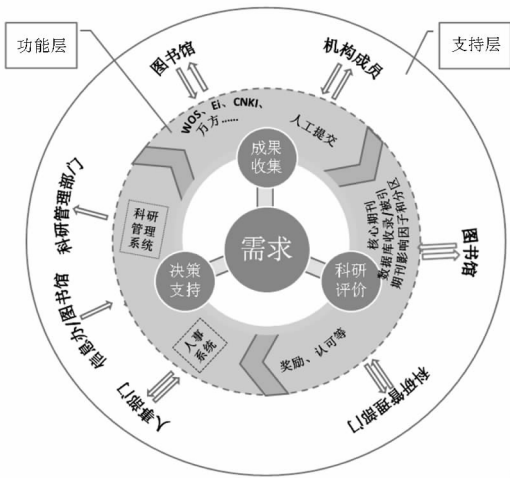 功能层
支持层
图书馆
机构成员
WOS、Ei、CNKI、
万方……
人工提交
成果
收集
科研管理部门
科研
管理
系统
核心期刊
数据库收录/被引
期刊影响因子和分区
需求
图书馆
决策
支持
科研
评价
信息办/图书馆
人事
系统
奖励、认可等
人事部门
科研管理部门